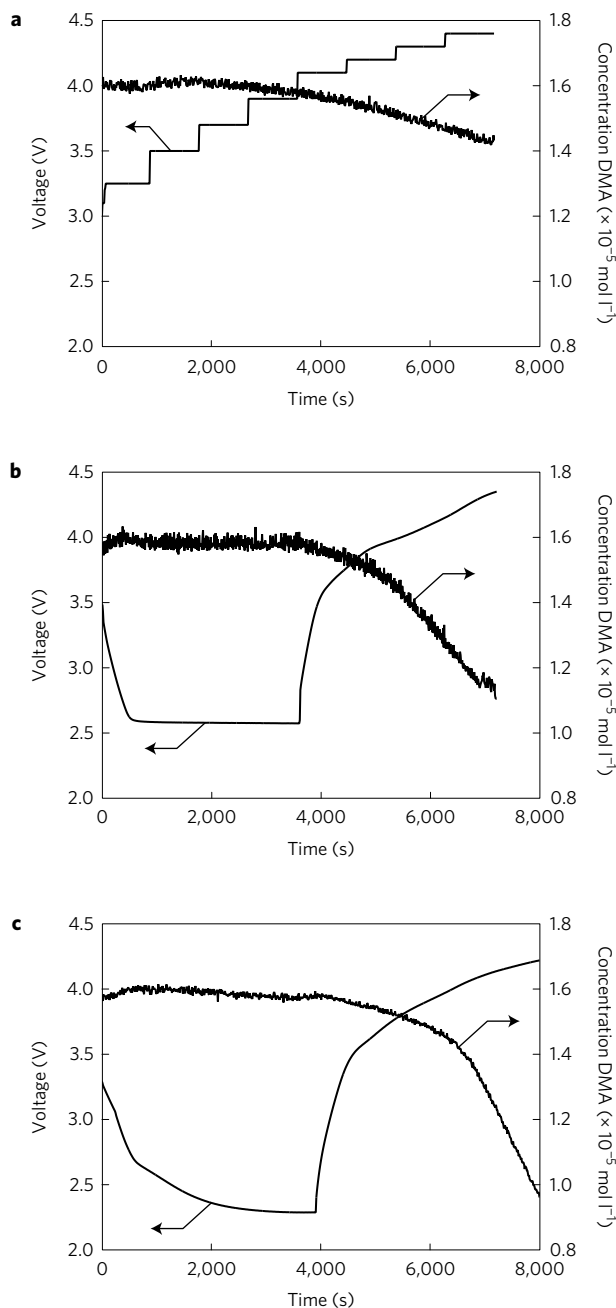 a
4.5
4.0
3.5
3.0
2.5
2.0
Voltage (V)
1.8
1.6
1.4
1.2
1.0
0.8
Concentration DMA (× 10⁻⁵ mol l⁻¹)
0 2,000 4,000 6,000 8,000
Time (s)
b
4.5
4.0
3.5
3.0
2.5
2.0
Voltage (V)
1.8
1.6
1.4
1.2
1.0
0.8
Concentration DMA (× 10⁻⁵ mol l⁻¹)
0 2,000 4,000 6,000 8,000
Time (s)
c
4.5
4.0
3.5
3.0
2.5
2.0
Voltage (V)
1.8
1.6
1.4
1.2
1.0
0.8
Concentration DMA (× 10⁻⁵ mol l⁻¹)
0 2,000 4,000 6,000 8,000
Time (s)